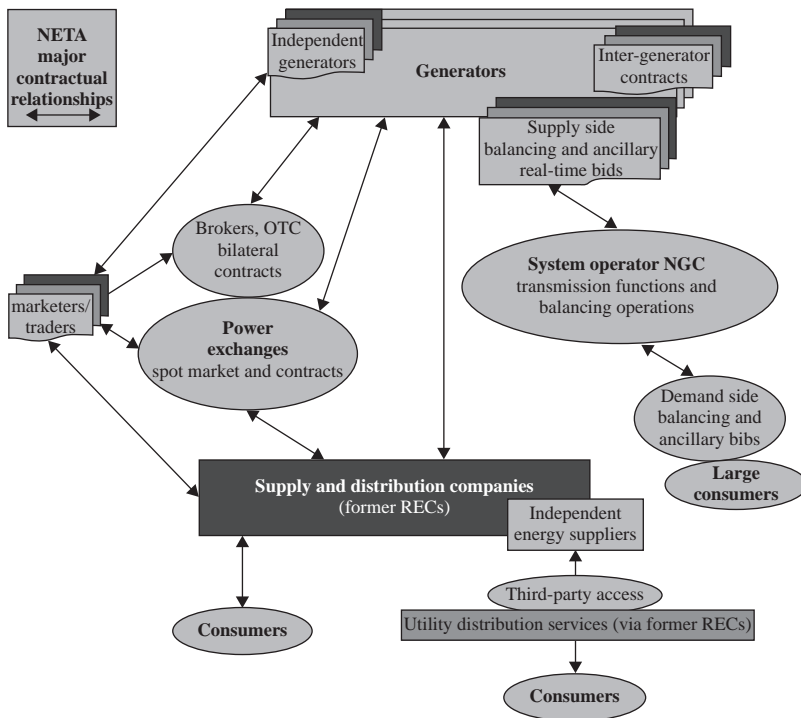 NETA
major
contractual
relationships
Independent
generators
Generators
Inter-generator
contracts
Supply side
balancing and ancillary
real-time bids
Brokers, OTC
bilateral
contracts
System operator NGC
transmission functions and
balancing operations
marketers/
traders
Power
exchanges
spot market and contracts
Demand side
balancing and
ancillary bibs
Large
consumers
Supply and distribution companies
(former RECs)
Independent
energy suppliers
Third-party access
Utility distribution services (via former RECs)
Consumers
Consumers